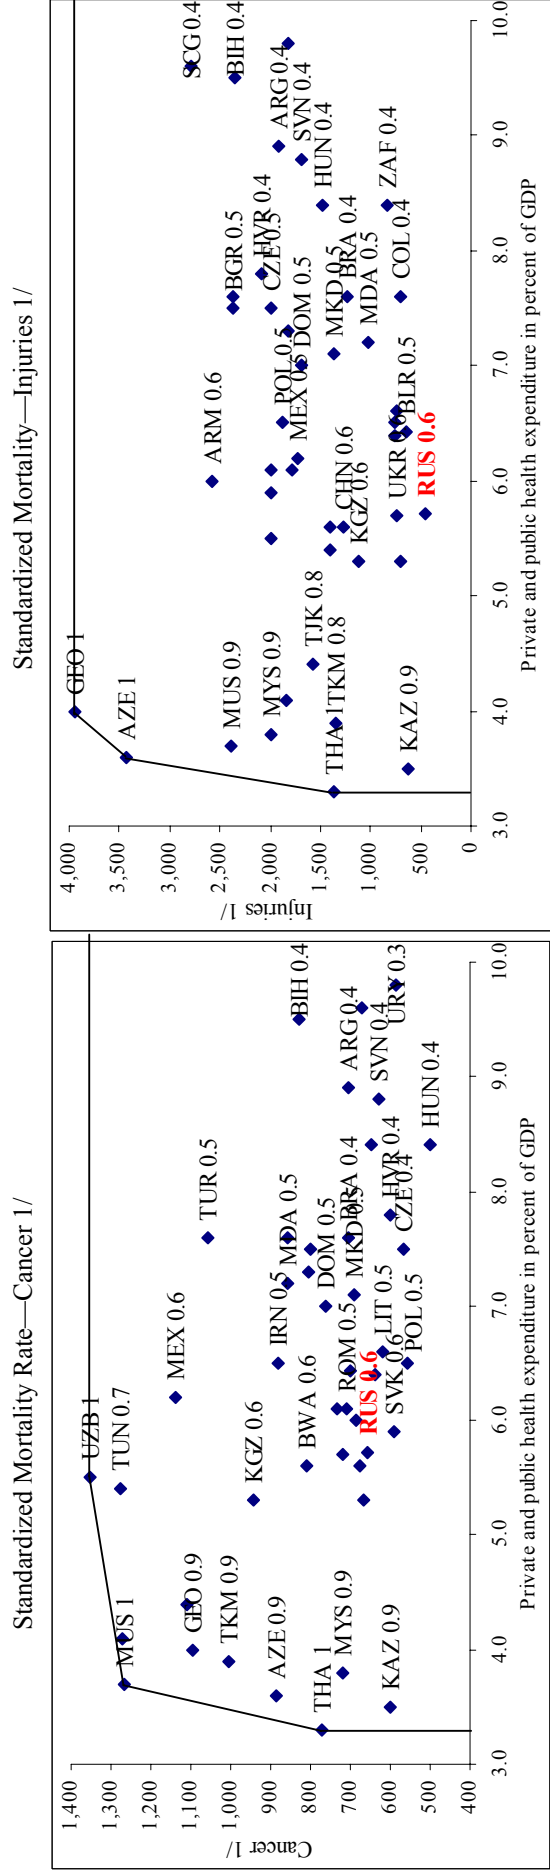 Standardized Mortality Rate—Cancer 1/
1,400
1,300
1,200
1,100
1,000
900
800
700
600
500
400
Cancer 1/
3.0
4.0
5.0
6.0
7.0
8.0
9.0
10.0
Private and public health expenditure in percent of GDP
UZB 1
MUS 1
TUN 0.7
MEX 0.6
TUR 0.5
GEO 0.9
TKM 0.9
KGZ 0.6
AZE 0.9
IRN 0.5
MDA 0.5
BIH 0.4
THA 1
BWA 0.6
DOM 0.5
MYS 0.9
ROM 0.5
MKD 0.5
BRA 0.4
ARG 0.4
RUS 0.6
KAZ 0.9
SVK 0.6
LIT 0.5
HVR 0.4
SVN 0.4
URY 0.3
POL 0.5
CZE 0.4
HUN 0.4
Standardized Mortality—Injuries 1/
4,000
3,500
3,000
2,500
2,000
1,500
1,000
500
0
Injuries 1/
3.0
4.0
5.0
6.0
7.0
8.0
9.0
10.0
Private and public health expenditure in percent of GDP
GEO 1
AZE 1
SCG 0.4
ARM 0.6
MUS 0.9
BGR 0.5
BIH 0.4
MYS 0.9
HVR 0.4
CZE 0.5
POL 0.5
DOM 0.5
MEX 0.5
ARG 0.4
SVN 0.4
TJK 0.8
HUN 0.4
THA 1
TKM 0.8
CHN 0.6
KGZ 0.6
MKD 0.5
BRA 0.4
MDA 0.5
ZAF 0.4
KAZ 0.9
UKR 0.6
BLR 0.5
COL 0.4
RUS 0.6